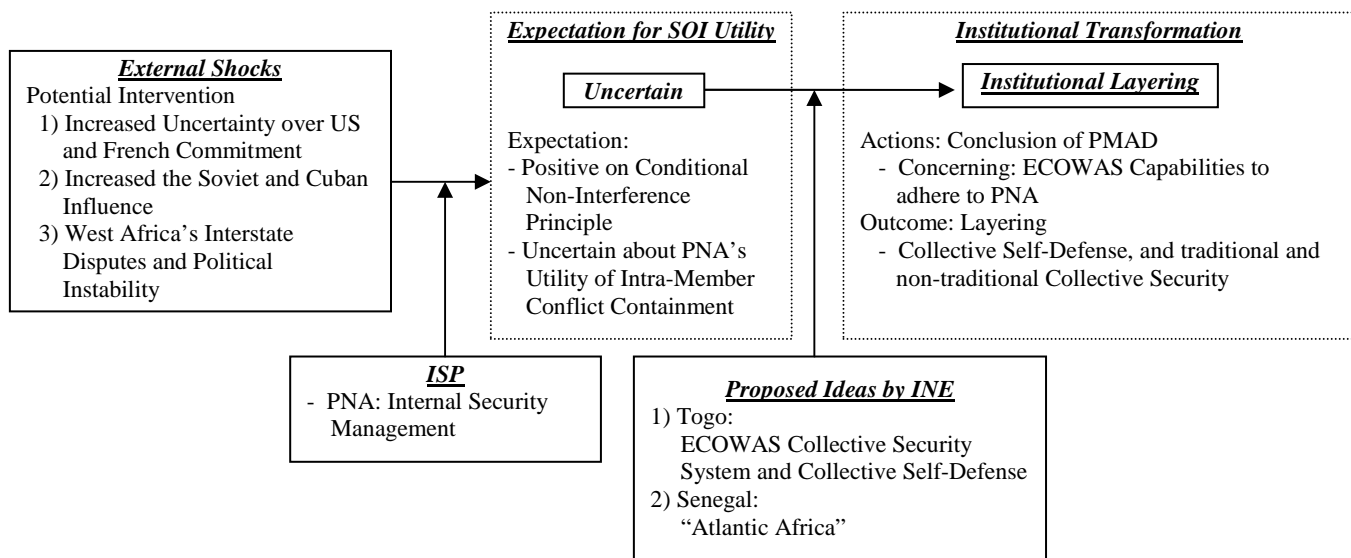 External Shocks
Potential Intervention
1) Increased Uncertainty over US
and French Commitment
2) Increased the Soviet and Cuban
Influence
3) West Africa's Interstate
Disputes and Political
Instability
Expectation for SOI Utility
Uncertain
Expectation:
- Positive on Conditional
Non-Interference
Principle
- Uncertain about PNA's
Utility of Intra-Member
Conflict Containment
Institutional Transformation
Institutional Layering
Actions: Conclusion of PMAD
- Concerning: ECOWAS Capabilities to
adhere to PNA
Outcome: Layering
- Collective Self-Defense, and traditional and
non-traditional Collective Security
ISP
- PNA: Internal Security
Management
Proposed Ideas by INE
1) Togo:
ECOWAS Collective Security
System and Collective Self-Defense
2) Senegal:
“Atlantic Africa”